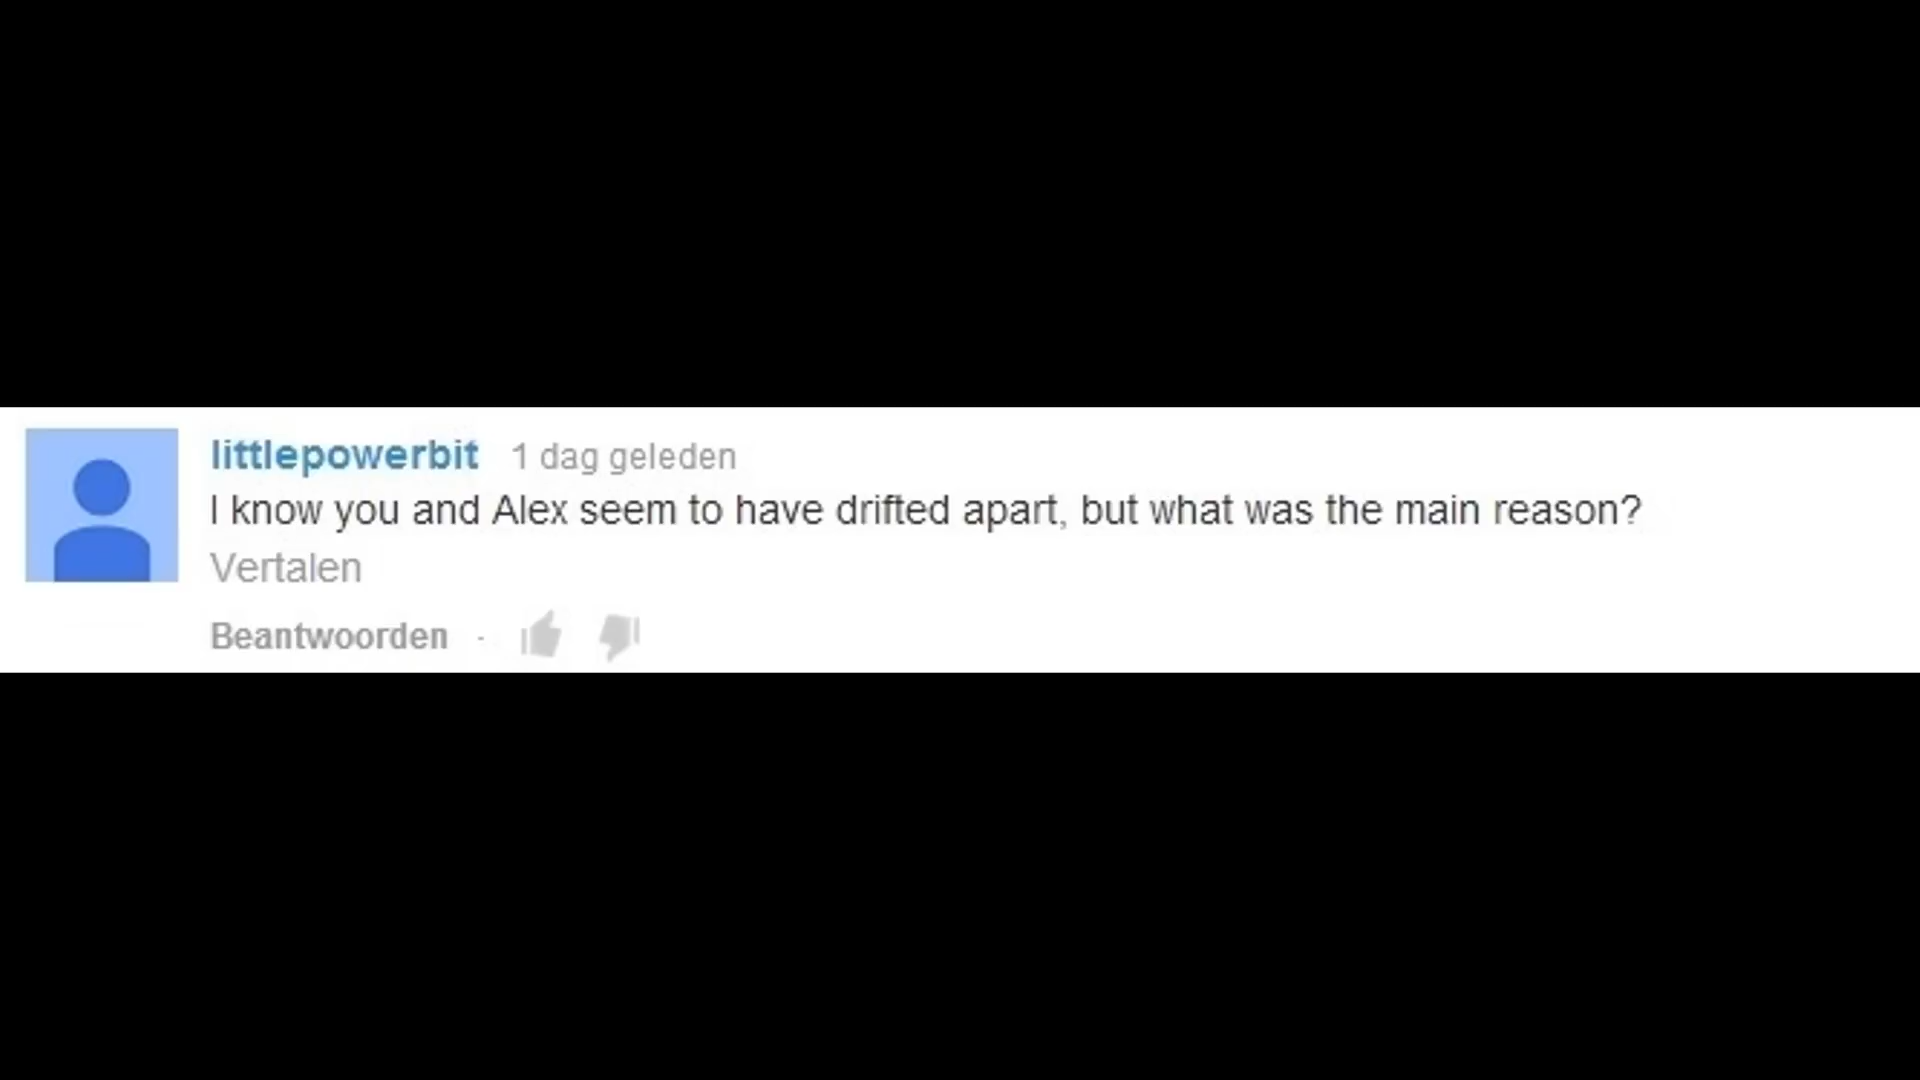 littlepowerbit 1 dag geleden
I know you and Alex seem to have drifted apart, but what was the main reason?
Vertalen
Beantwoorden ·